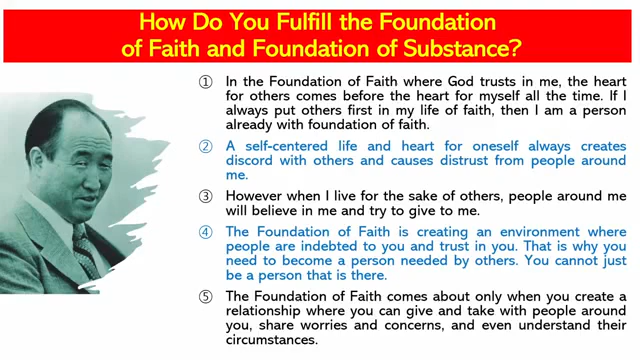 How Do You Fulfill the Foundation
of Faith and Foundation of Substance?
① In the Foundation of Faith where God trusts in me, the heart
for others comes before the heart for myself all the time. If I
always put others first in my life of faith, then I am a person
already with foundation of faith.
② A self-centered life and heart for oneself always creates
discord with others and causes distrust from people around
me.
③ However when I live for the sake of others, people around me
will believe in me and try to give to me.
④ The Foundation of Faith is creating an environment where
people are indebted to you and trust in you. That is why you
need to become a person needed by others. You cannot just
be a person that is there.
⑤ The Foundation of Faith comes about only when you create a
relationship where you can give and take with people around
you, share worries and concerns, and even understand their
circumstances.